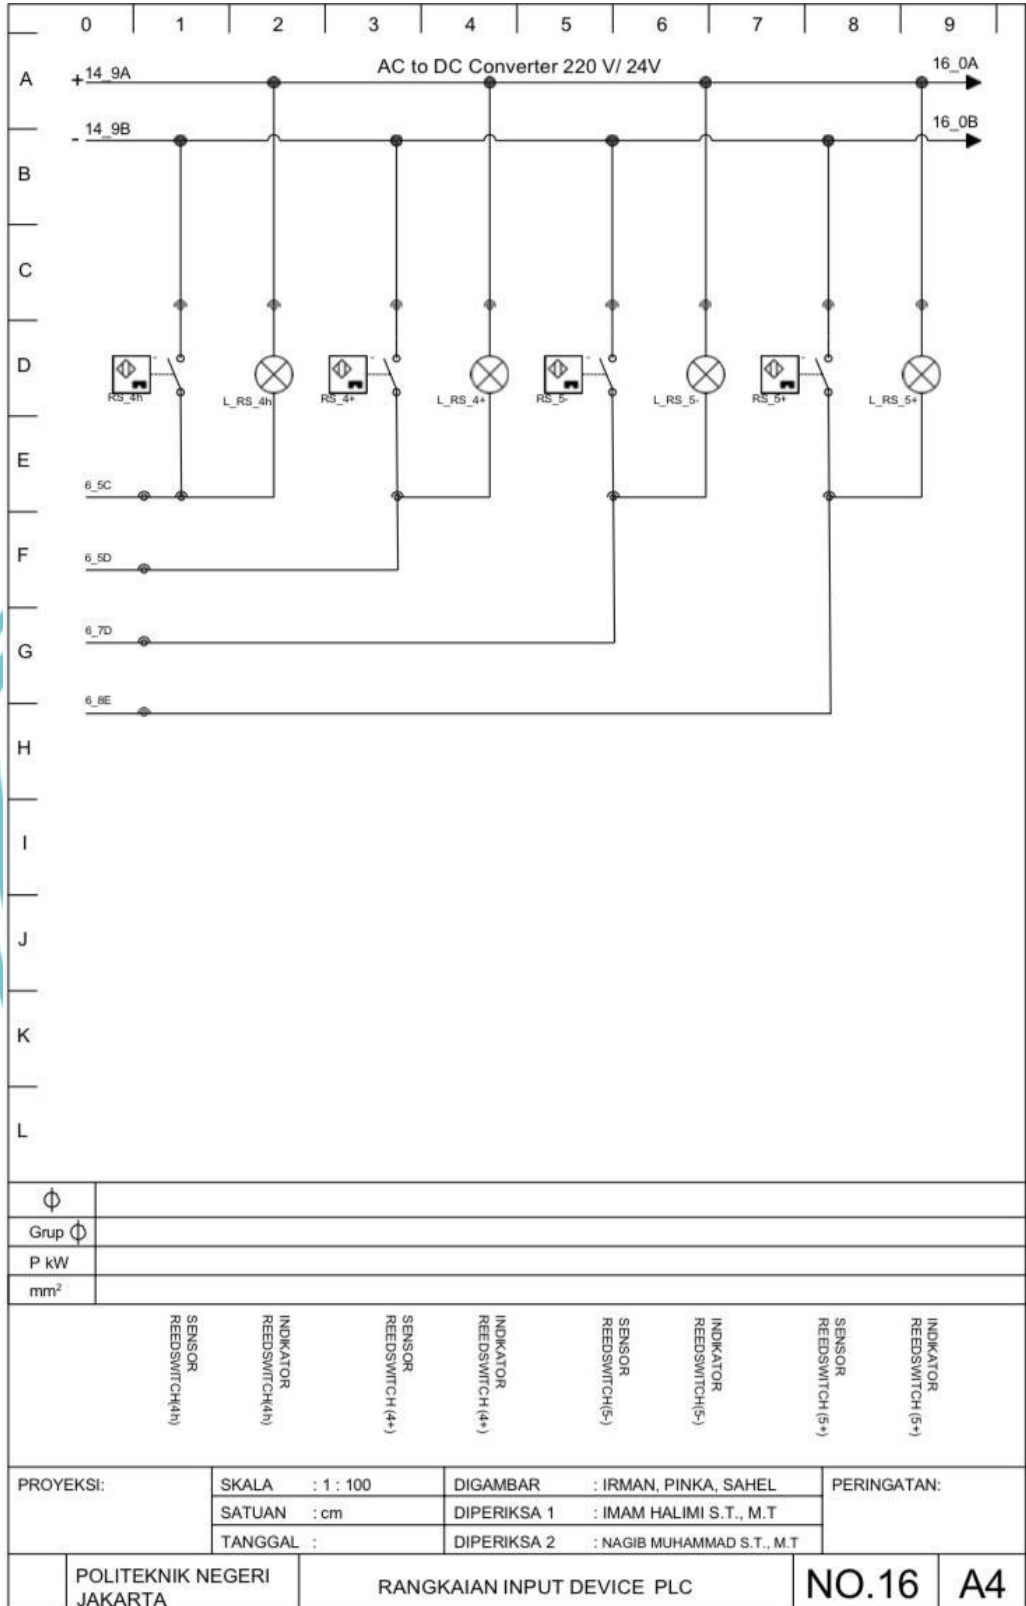 0 1 2 3 4 5 6 7 8 9
A
AC to DC Converter 220 V/ 24V
+ 14_9A
16_0A
- 14_9B
16_0B
B
C
D
RS_4h
L_RS_4h
RS_4+
L_RS_4+
RS_5-
L_RS_5-
RS_5+
L_RS_5+
E
6_5C
F
6_5D
G
6_7D
6_8E
H
I
J
K
L
Φ
Grup Φ
P kW
mm²
SENSOR
REEDSWITCH(4h)
INDIKATOR
REEDSWITCH(4h)
SENSOR
REEDSWITCH (4+)
INDIKATOR
REEDSWITCH (4+)
SENSOR
REEDSWITCH(5-)
INDIKATOR
REEDSWITCH(5-)
SENSOR
REEDSWITCH (5+)
INDIKATOR
REEDSWITCH (5+)
PROYEKSI:
SKALA : 1 : 100
SATUAN : cm
TANGGAL :
DIGAMBAR : IRMAN, PINKA, SAHEL
DIPERIKSA 1 : IMAM HALIMI S.T., M.T
DIPERIKSA 2 : NAGIB MUHAMMAD S.T., M.T
PERINGATAN:
POLITEKNIK NEGERI
JAKARTA
RANGKAIAN INPUT DEVICE PLC
NO.16
A4